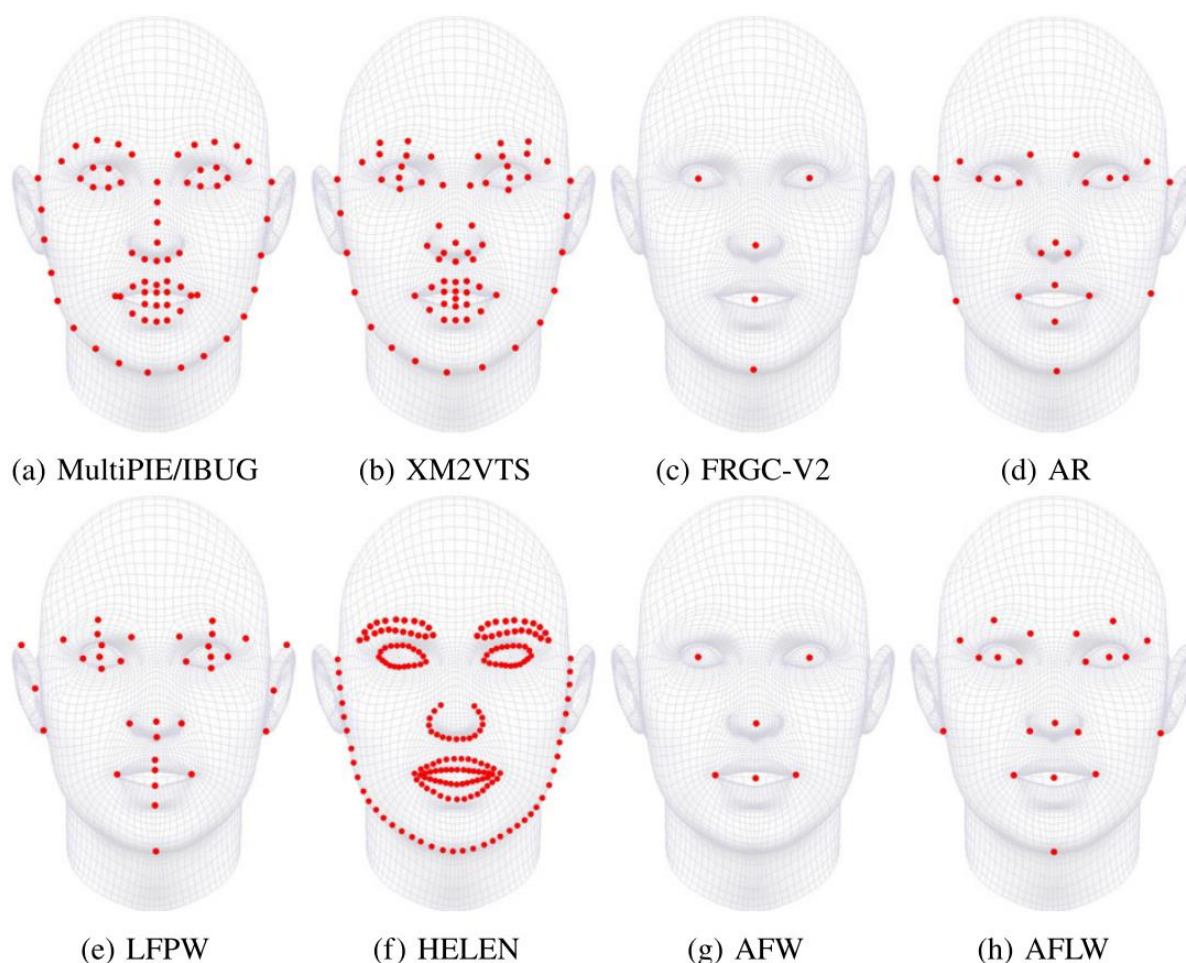 (a) MultiPIE/IBUG (b) XM2VTS (c) FRGC-V2 (d) AR
(e) LFPW (f) HELEN (g) AFW (h) AFLW